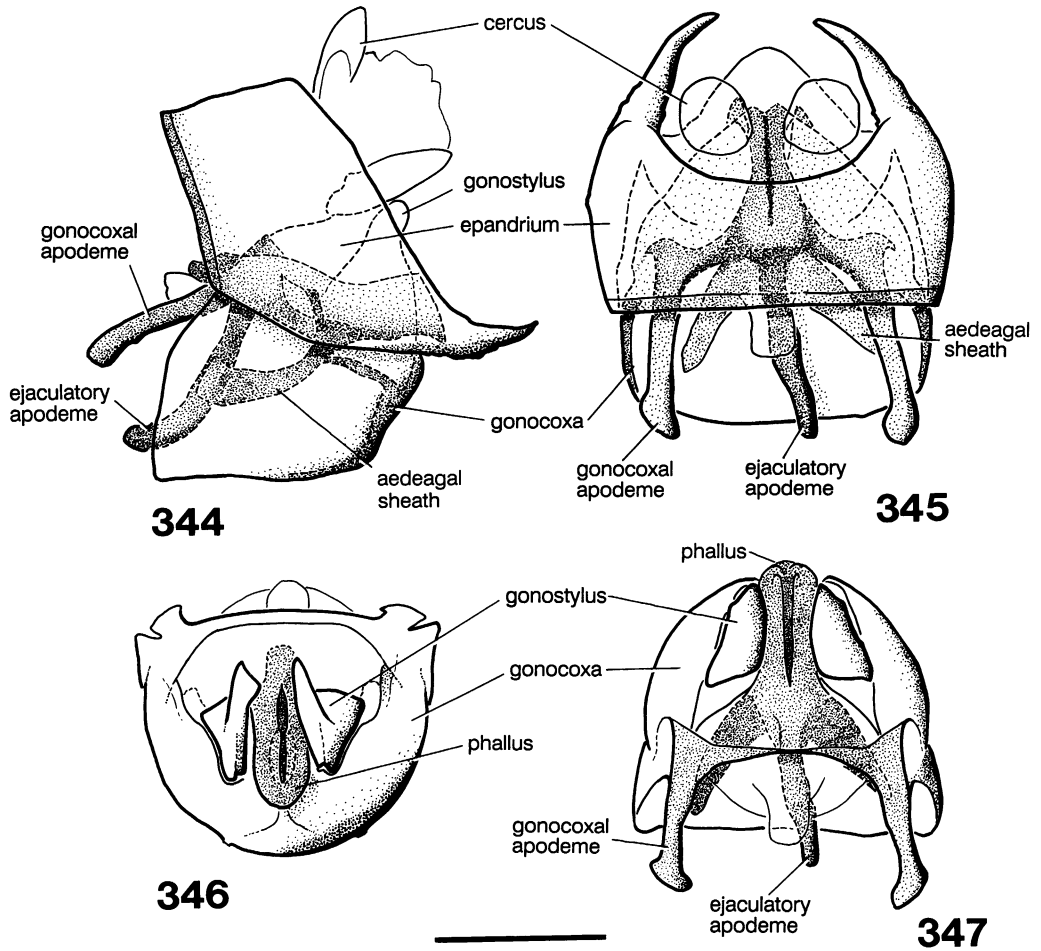 cercus
gonostylus
epandrium
gonocoxal
apodeme
ejaculatory
apodeme
aedeagal
sheath
gonocoxa
aedeagal
sheath
gonocoxal
apodeme
ejaculatory
apodeme
344
345
phallus
gonostylus
gonocoxa
phallus
gonocoxal
apodeme
ejaculatory
apodeme
346
347